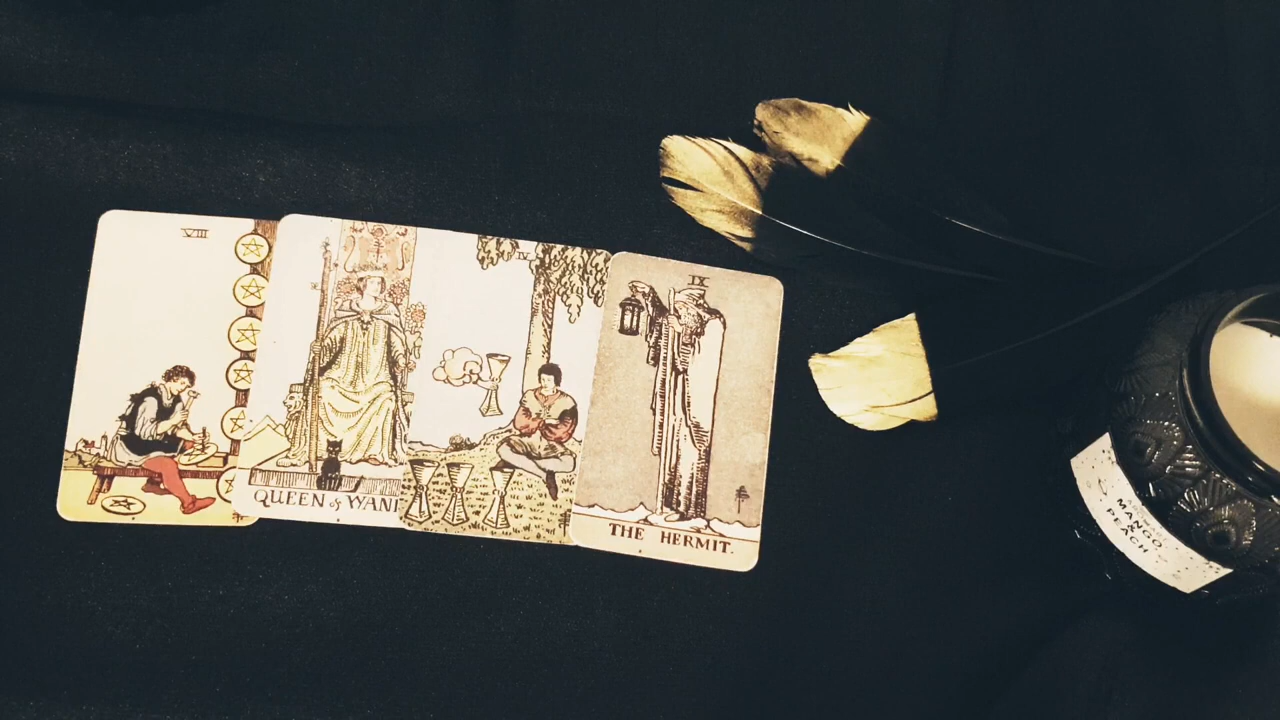 VIII
QUEEN of WAN
IV
IX
THE HERMIT.
MANGO
PEACH